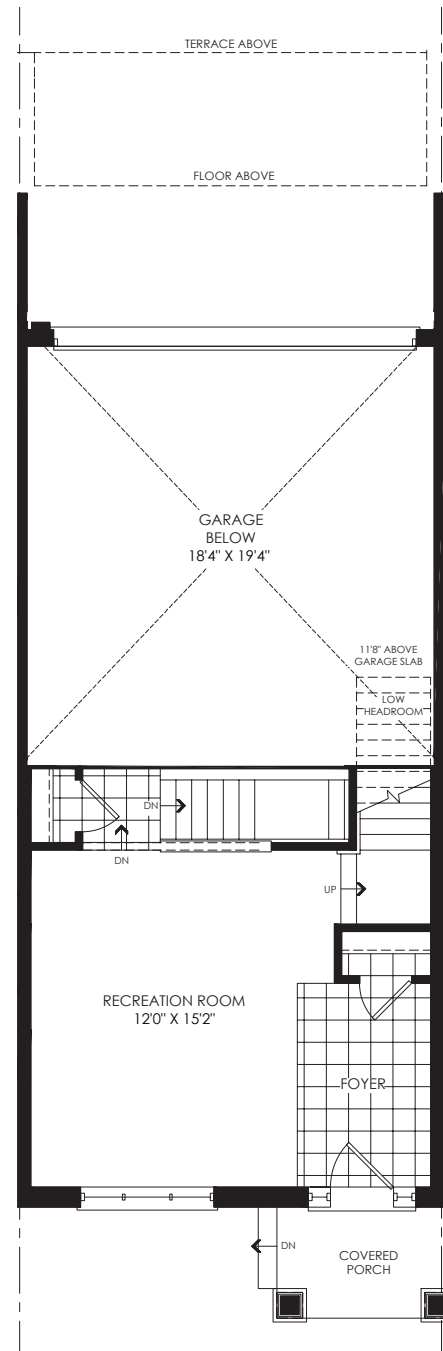 TERRACE ABOVE
FLOOR ABOVE
GARAGE
BELOW
18'4" X 19'4"
11'8" ABOVE
GARAGE SLAB
LOW
HEADROOM
DN
DN
UP
RECREATION ROOM
12'0" X 15'2"
FOYER
DN
COVERED
PORCH